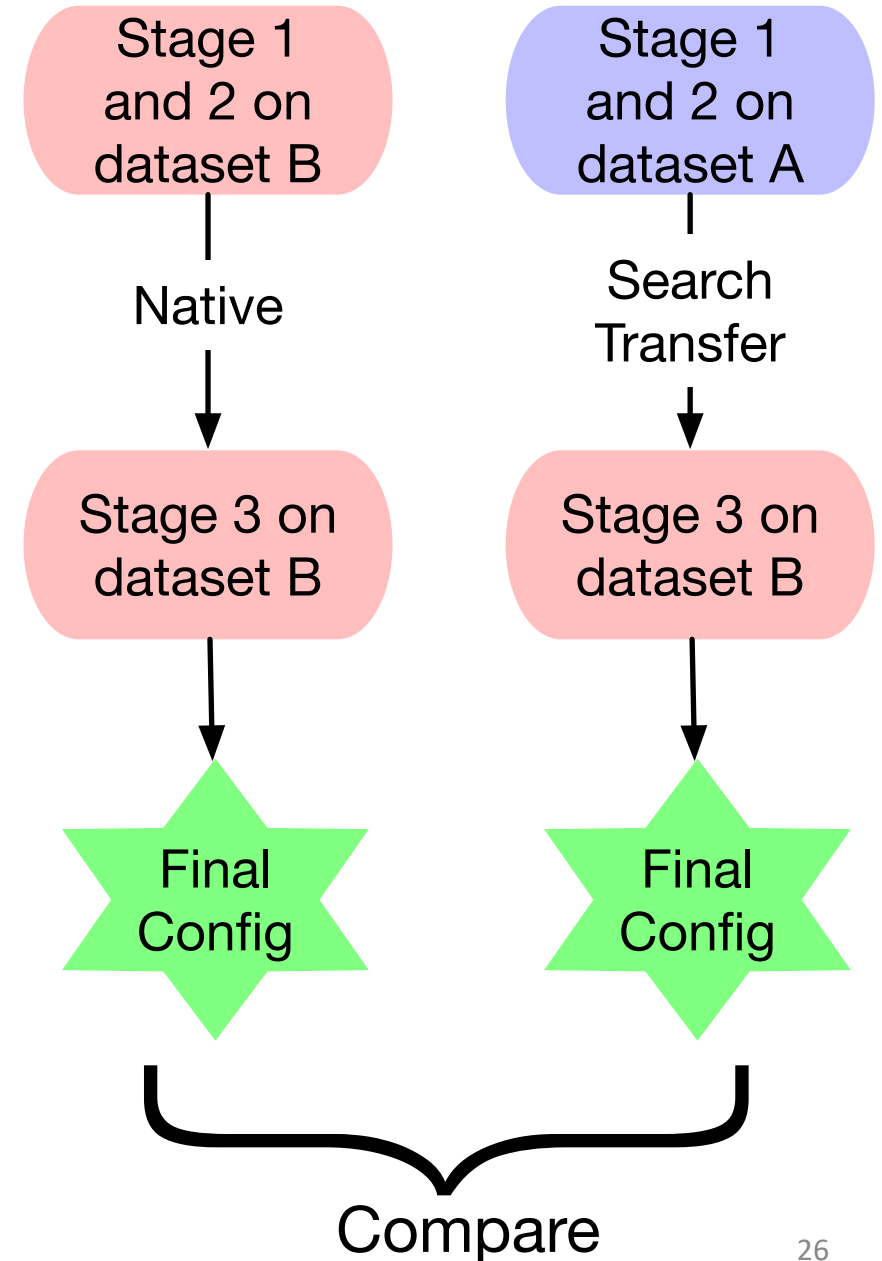 Stage 1
and 2 on
dataset B
Stage 1
and 2 on
dataset A
Native
Search
Transfer
Stage 3 on
dataset B
Stage 3 on
dataset B
Final
Config
Final
Config
Compare
26